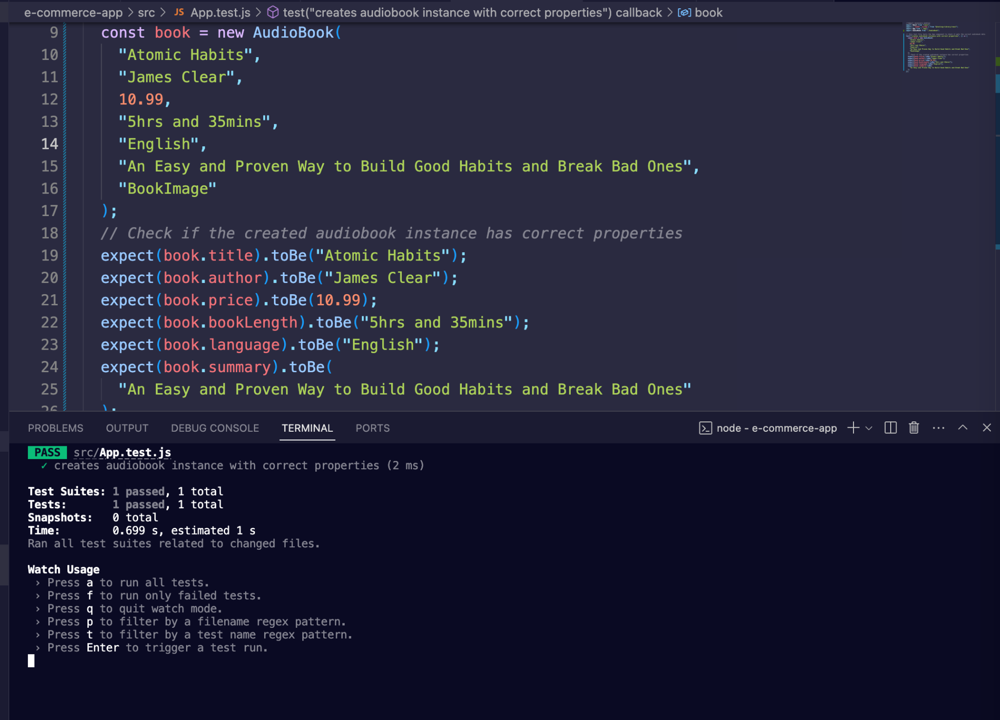 e-commerce-app > src > JS App.test.js > test("creates audiobook instance with correct properties") callback > book
9 const book = new AudioBook(
10 "Atomic Habits",
11 "James Clear",
12 10.99,
13 "5hrs and 35mins",
14 "English",
15 "An Easy and Proven Way to Build Good Habits and Break Bad Ones",
16 "BookImage"
17 );
18 // Check if the created audiobook instance has correct properties
19 expect(book.title).toBe("Atomic Habits");
20 expect(book.author).toBe("James Clear");
21 expect(book.price).toBe(10.99);
22 expect(book.bookLength).toBe("5hrs and 35mins");
23 expect(book.language).toBe("English");
24 expect(book.summary).toBe(
25 "An Easy and Proven Way to Build Good Habits and Break Bad Ones"
26 );
PROBLEMS OUTPUT DEBUG CONSOLE TERMINAL PORTS node - e-commerce-app
PASS src/App.test.js
✓ creates audiobook instance with correct properties (2 ms)
Test Suites: 1 passed, 1 total
Tests: 1 passed, 1 total
Snapshots: 0 total
Time: 0.699 s, estimated 1 s
Ran all test suites related to changed files.
Watch Usage
› Press a to run all tests.
› Press f to run only failed tests.
› Press q to quit watch mode.
› Press p to filter by a filename regex pattern.
› Press t to filter by a test name regex pattern.
› Press Enter to trigger a test run.